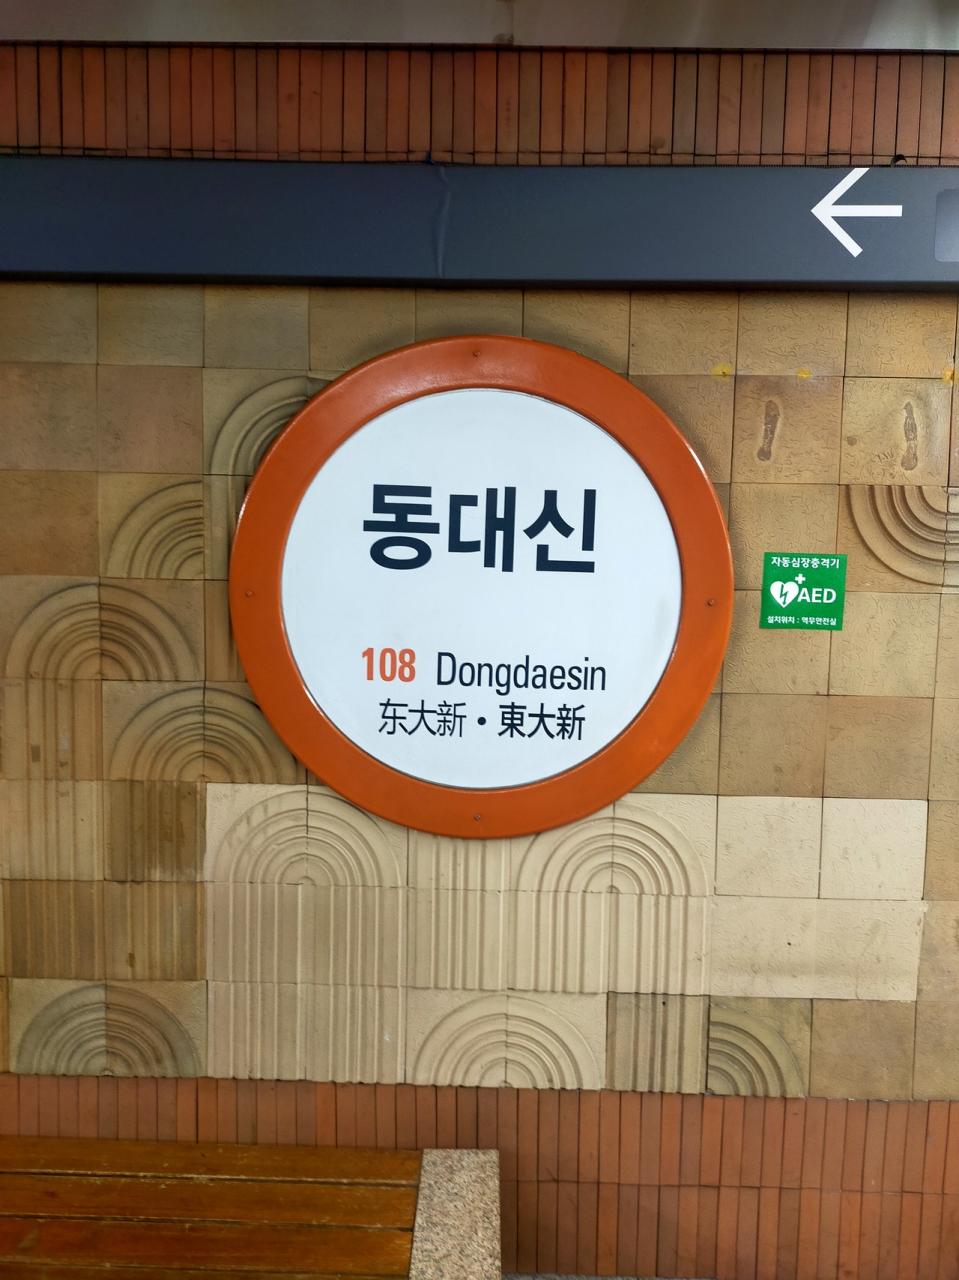 동대신
108 Dongdaesin
东大新 • 東大新
자동심장충격기
AED
설치위치 : 역무안전실